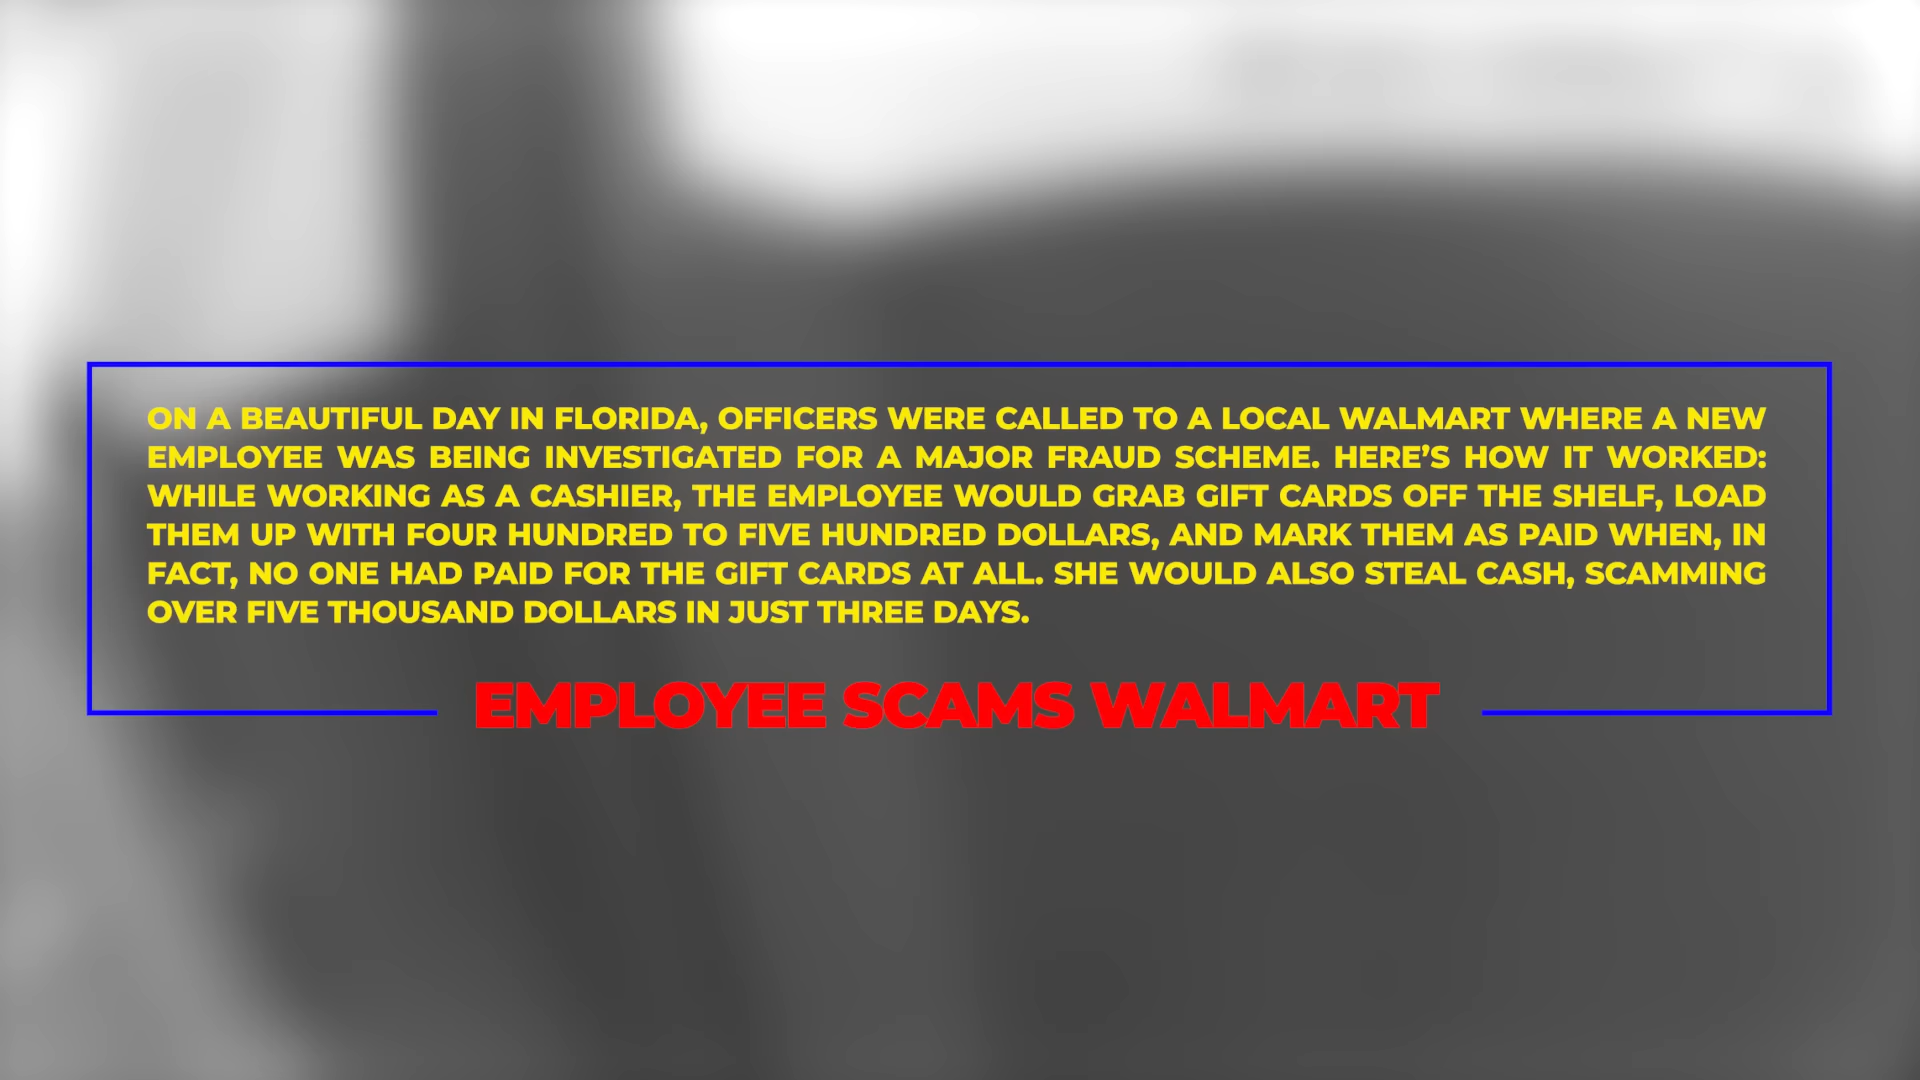 ON A BEAUTIFUL DAY IN FLORIDA, OFFICERS WERE CALLED TO A LOCAL WALMART WHERE A NEW
EMPLOYEE WAS BEING INVESTIGATED FOR A MAJOR FRAUD SCHEME. HERE’S HOW IT WORKED:
WHILE WORKING AS A CASHIER, THE EMPLOYEE WOULD GRAB GIFT CARDS OFF THE SHELF, LOAD
THEM UP WITH FOUR HUNDRED TO FIVE HUNDRED DOLLARS, AND MARK THEM AS PAID WHEN, IN
FACT, NO ONE HAD PAID FOR THE GIFT CARDS AT ALL. SHE WOULD ALSO STEAL CASH, SCAMMING
OVER FIVE THOUSAND DOLLARS IN JUST THREE DAYS.
EMPLOYEE SCAMS WALMART